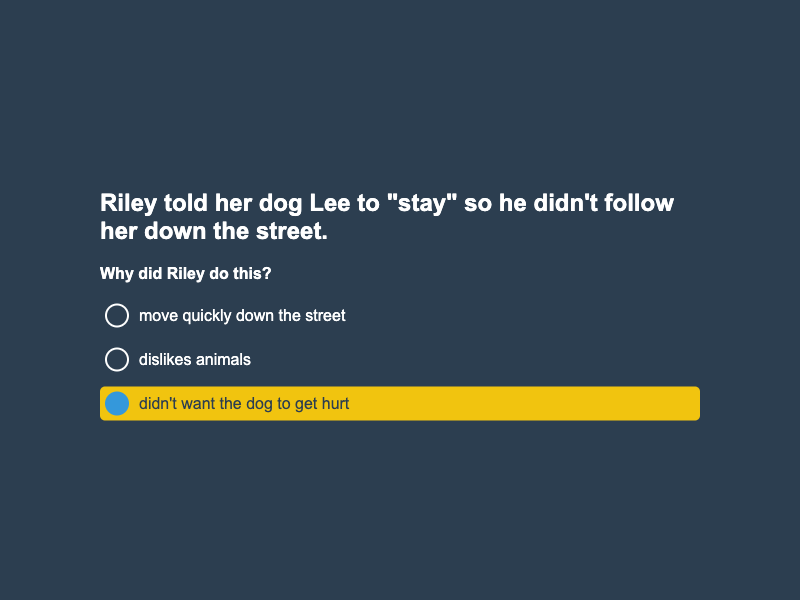 Riley told her dog Lee to "stay" so he didn't follow
her down the street.
Why did Riley do this?
move quickly down the street
dislikes animals
didn't want the dog to get hurt